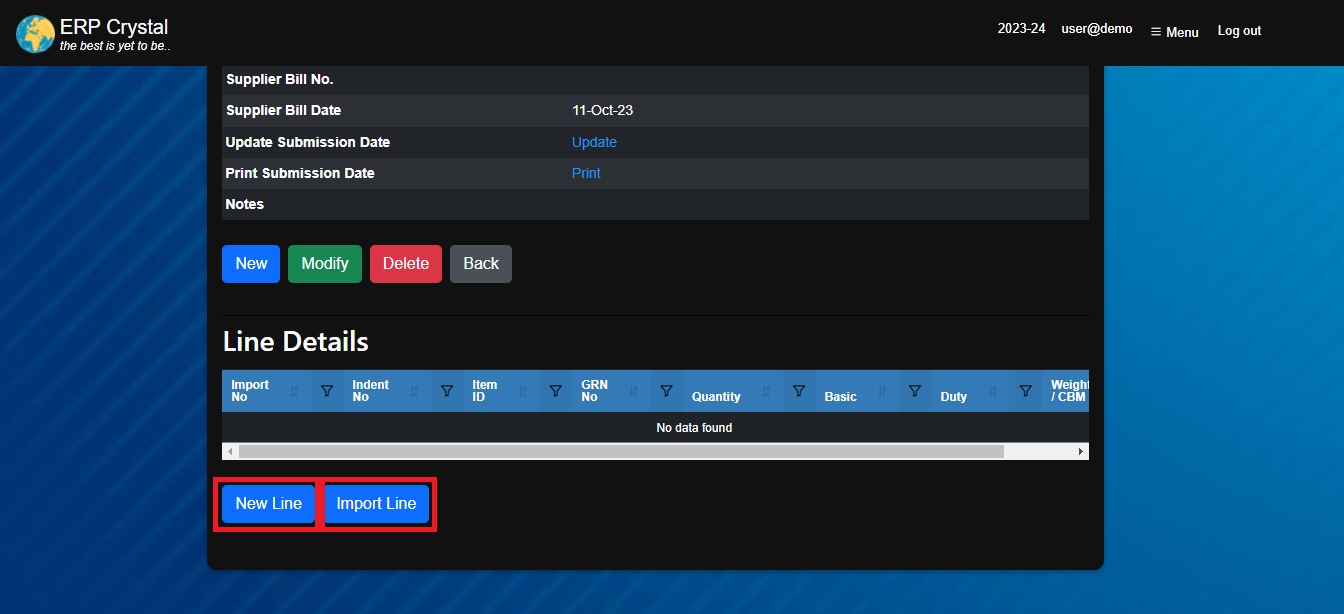 ERP Crystal
the best is yet to be..
2023-24 user@demo Menu Log out
Supplier Bill No.
Supplier Bill Date 11-Oct-23
Update Submission Date Update
Print Submission Date Print
Notes
New Modify Delete Back
Line Details
Import No Indent No Item ID GRN No Quantity Basic Duty Weight / CBM
No data found
New Line Import Line